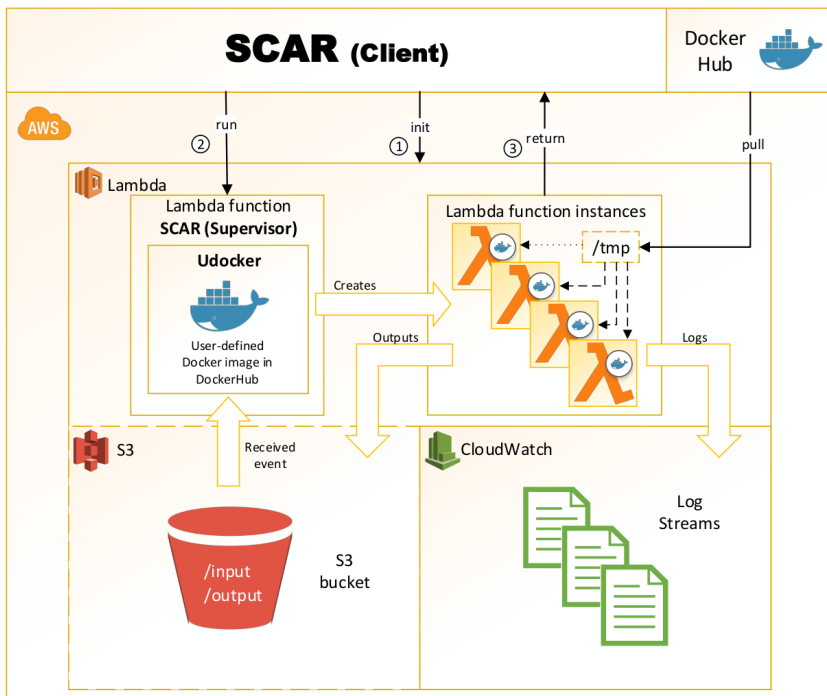 SCAR (Client)
Docker
Hub
AWS
run
init
return
pull
2
1
3
Lambda
Lambda function
SCAR (Supervisor)
Udocker
User-defined
Docker image in
DockerHub
Lambda function instances
/tmp
Creates
Outputs
Logs
S3
Received
event
CloudWatch
/input
/output
S3
bucket
Log
Streams